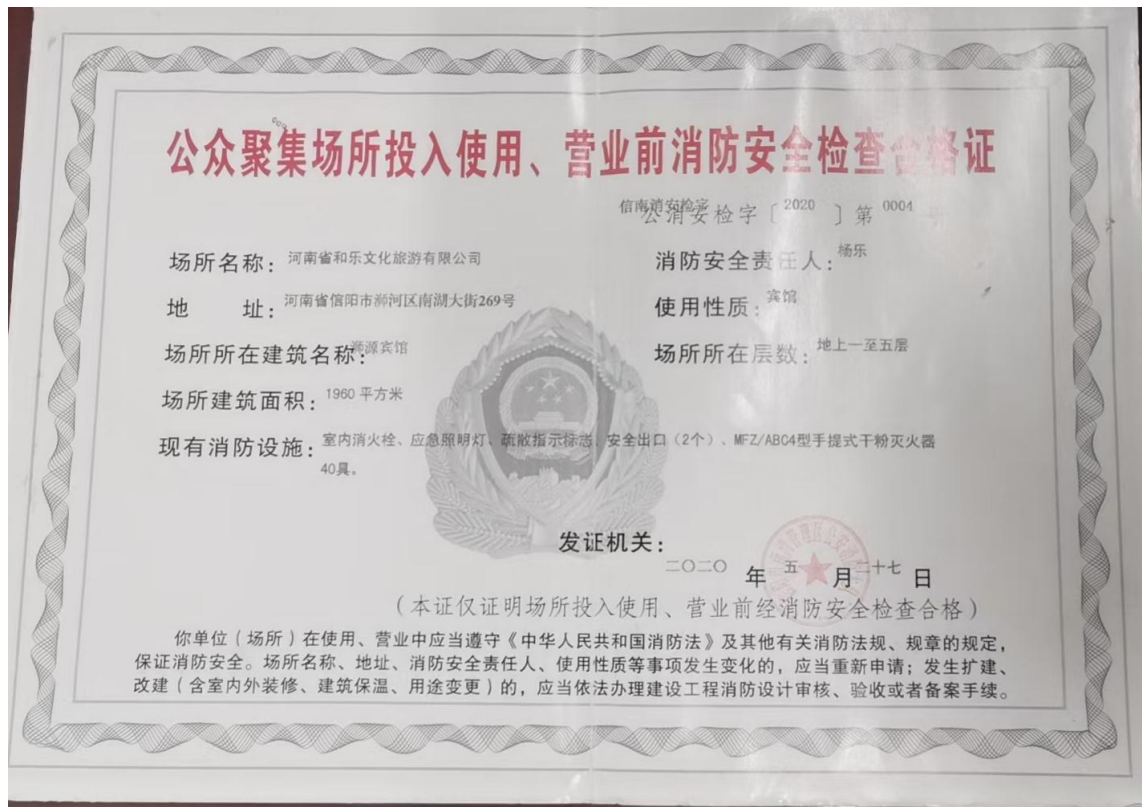 公众聚集场所投入使用、营业前消防安全检查合格证
信南消安检字
公消安检字〔2020〕第0004号
场所名称：河南省和乐文化旅游有限公司
消防安全责任人：杨乐
地 址：河南省信阳市浉河区南湖大街269号
使用性质：宾馆
场所所在建筑名称：浉源宾馆
场所所在层数：地上一至五层
场所建筑面积：1960平方米
现有消防设施：室内消火栓、应急照明灯、疏散指示标志、安全出口（2个）、MFZ/ABC4型手提式干粉灭火器
40具。
发证机关：
二〇二〇年五月二十七日
（本证仅证明场所投入使用、营业前经消防安全检查合格）
你单位（场所）在使用、营业中应当遵守《中华人民共和国消防法》及其他有关消防法规、规章的规定，
保证消防安全。场所名称、地址、消防安全责任人、使用性质等事项发生变化的，应当重新申请；发生扩建、
改建（含室内外装修、建筑保温、用途变更）的，应当依法办理建设工程消防设计审核、验收或者备案手续。